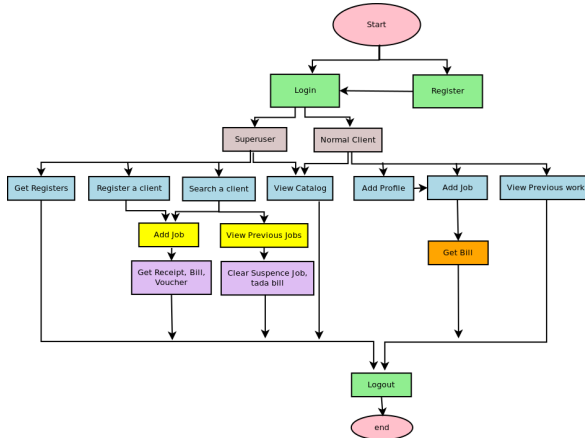 Start
Login
Register
Superuser
Normal Client
Get Registers
Register a client
Search a client
View Catalog
Add Profile
Add Job
View Previous work
Add Job
View Previous Jobs
Get Bill
Get Receipt, Bill,
Voucher
Clear Suspence Job,
tada bill
Logout
end